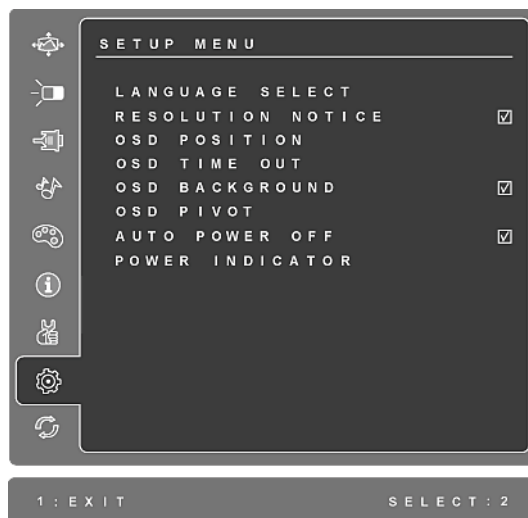 SETUP MENU
LANGUAGE SELECT
RESOLUTION NOTICE
OSD POSITION
OSD TIME OUT
OSD BACKGROUND
OSD PIVOT
AUTO POWER OFF
POWER INDICATOR
1:EXIT SELECT:2